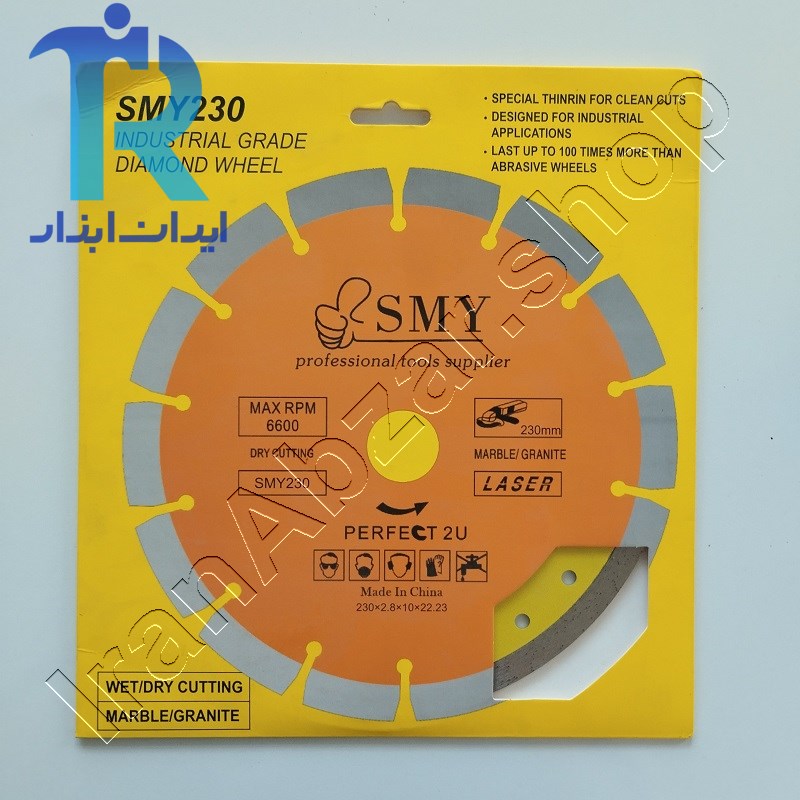 SMY230
INDUSTRIAL GRADE
DIAMOND WHEEL
ایران ابزار
• SPECIAL THINRIN FOR CLEAN CUTS
• DESIGNED FOR INDUSTRIAL
APPLICATIONS
• LAST UP TO 100 TIMES MORE THAN
ABRASIVE WHEELS
SMY
professional tools supplier
MAX RPM
6600
DRY CUTTING
SMY230
230mm
MARBLE/ GRANITE
LASER
PERFECT 2U
Made In China
230×2.8×10×22.23
WET/DRY CUTTING
MARBLE/GRANITE
IranAbzar.shop